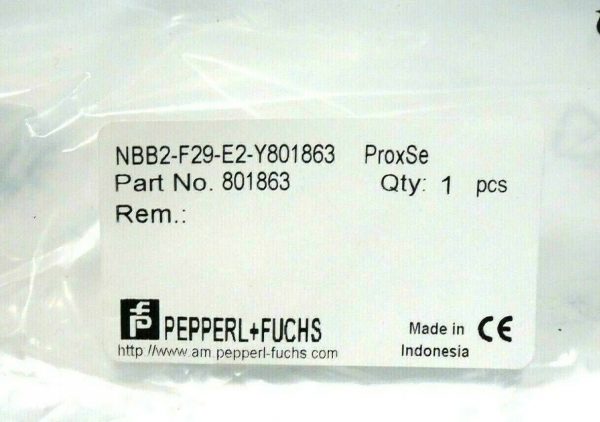 NBB2-F29-E2-Y801863 ProxSe
Part No. 801863 Qty: 1 pcs
Rem.:
PEPPERL+FUCHS
http://www.am.pepperl-fuchs.com
Made in
Indonesia
CE